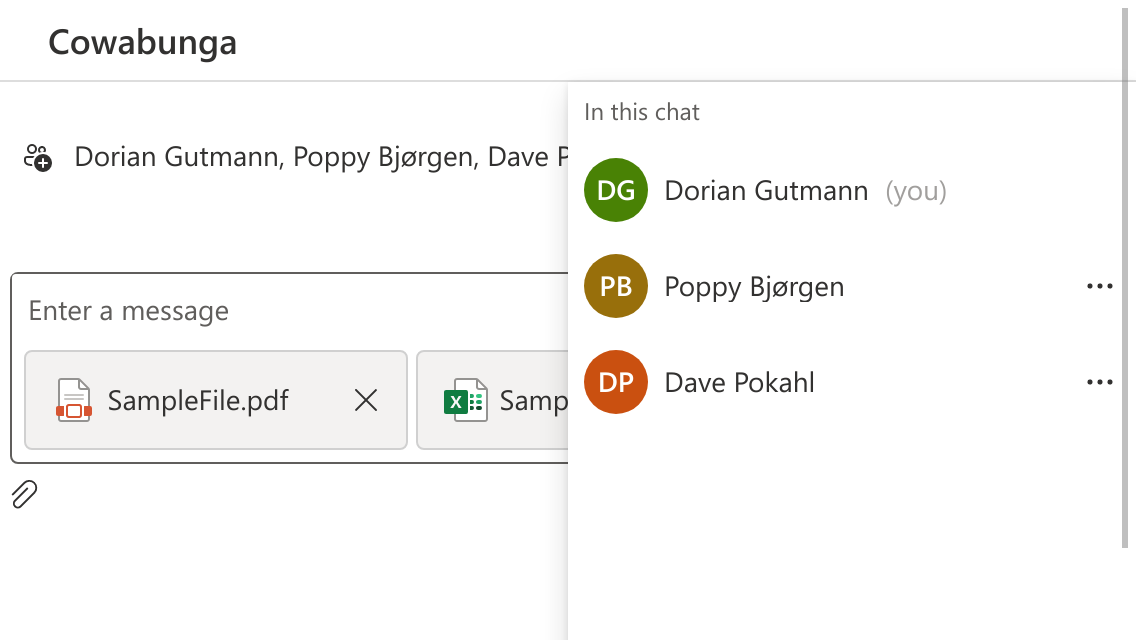 Cowabunga
Dorian Gutmann, Poppy Bjørgen, Dave P
Enter a message
SampleFile.pdf
X
Samp
In this chat
DG
Dorian Gutmann (you)
PB
Poppy Bjørgen
DP
Dave Pokahl